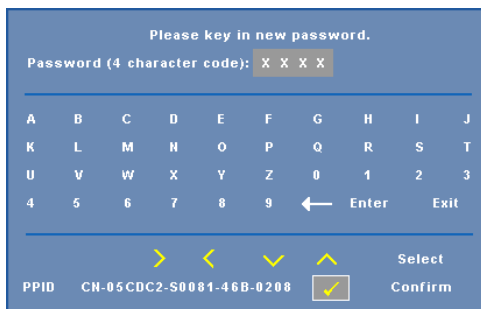 Please key in new password.
Password (4 character code): X X X X
A B C D E F G H I J
K L M N O P Q R S T
U V W X Y Z 0 1 2 3
4 5 6 7 8 9 ← Enter Exit
Select
PPID CN-05CDC2-S0081-46B-0208 ✓ Confirm